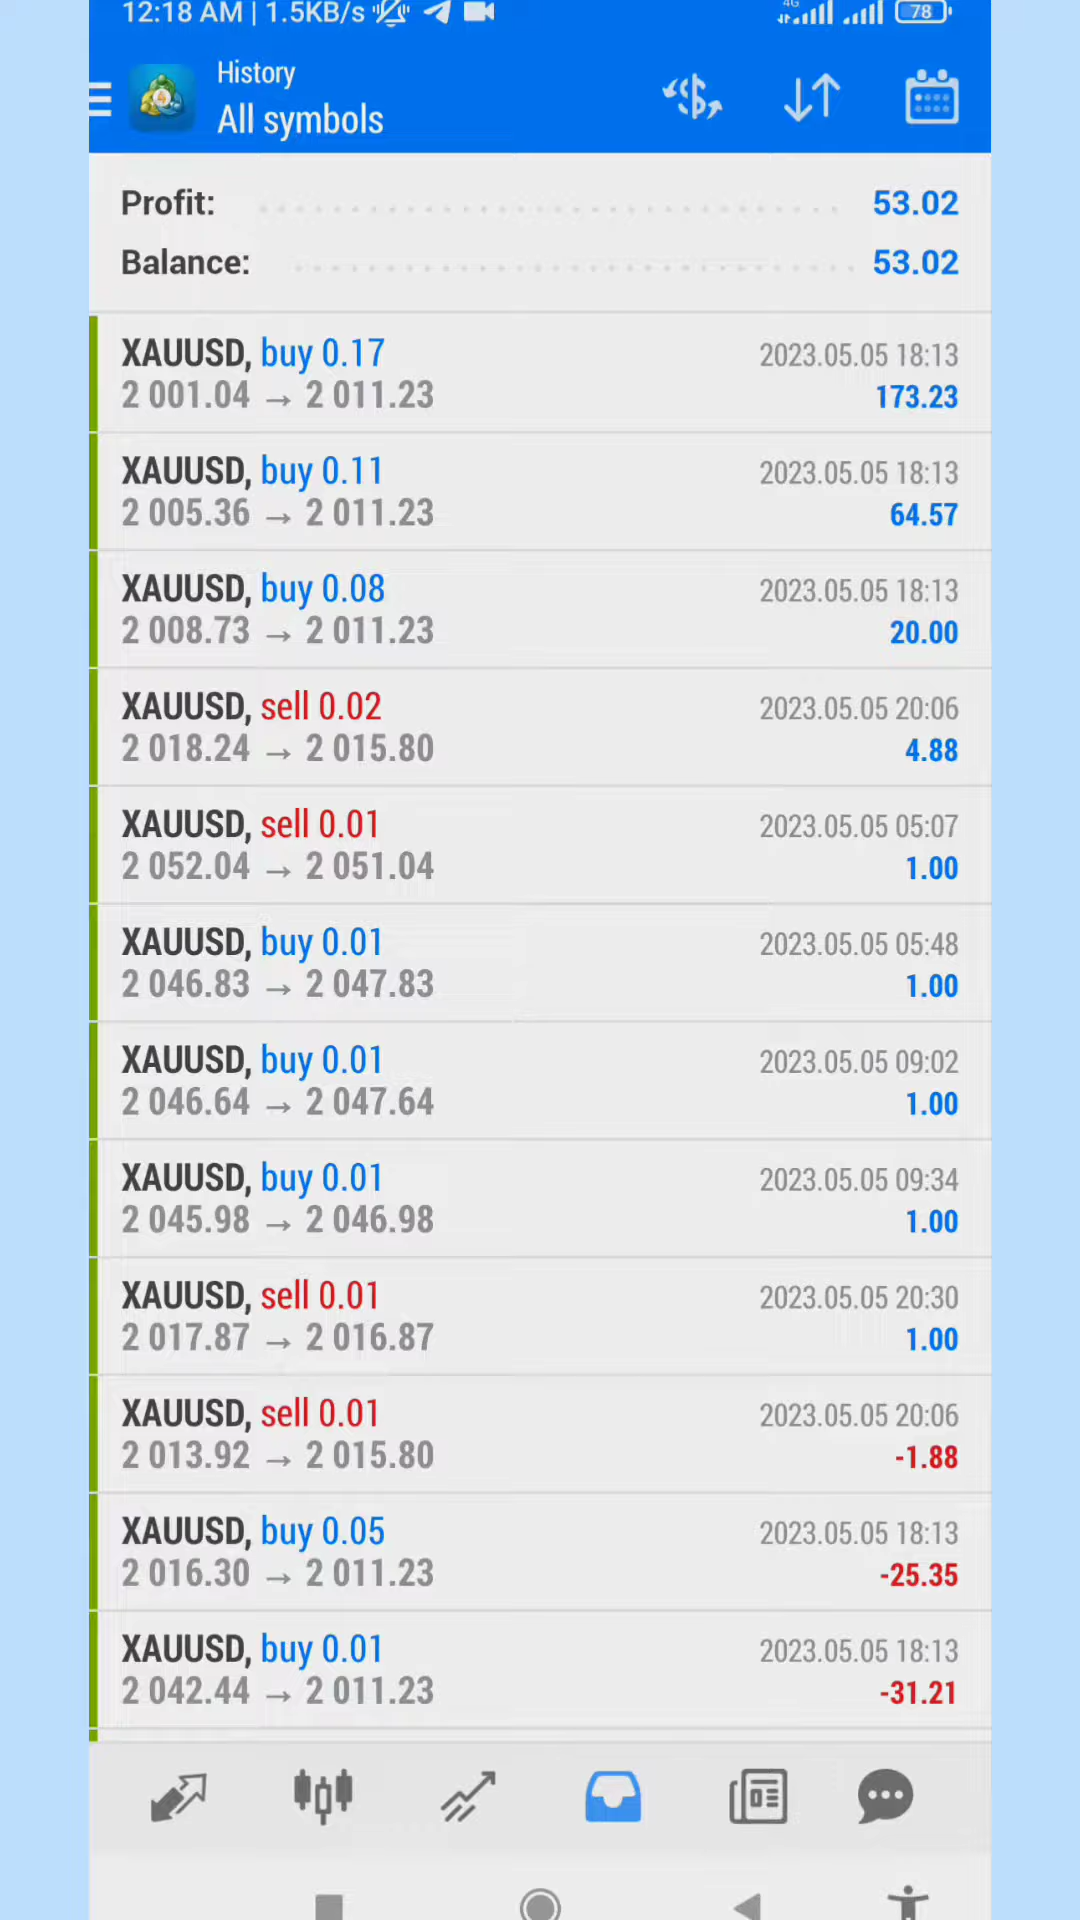 12:18 AM | 1.5KB/s 4G 78
History
All symbols
Profit: 53.02
Balance: 53.02
XAUUSD, buy 0.17 2023.05.05 18:13
2 001.04 → 2 011.23 173.23
XAUUSD, buy 0.11 2023.05.05 18:13
2 005.36 → 2 011.23 64.57
XAUUSD, buy 0.08 2023.05.05 18:13
2 008.73 → 2 011.23 20.00
XAUUSD, sell 0.02 2023.05.05 20:06
2 018.24 → 2 015.80 4.88
XAUUSD, sell 0.01 2023.05.05 05:07
2 052.04 → 2 051.04 1.00
XAUUSD, buy 0.01 2023.05.05 05:48
2 046.83 → 2 047.83 1.00
XAUUSD, buy 0.01 2023.05.05 09:02
2 046.64 → 2 047.64 1.00
XAUUSD, buy 0.01 2023.05.05 09:34
2 045.98 → 2 046.98 1.00
XAUUSD, sell 0.01 2023.05.05 20:30
2 017.87 → 2 016.87 1.00
XAUUSD, sell 0.01 2023.05.05 20:06
2 013.92 → 2 015.80 -1.88
XAUUSD, buy 0.05 2023.05.05 18:13
2 016.30 → 2 011.23 -25.35
XAUUSD, buy 0.01 2023.05.05 18:13
2 042.44 → 2 011.23 -31.21